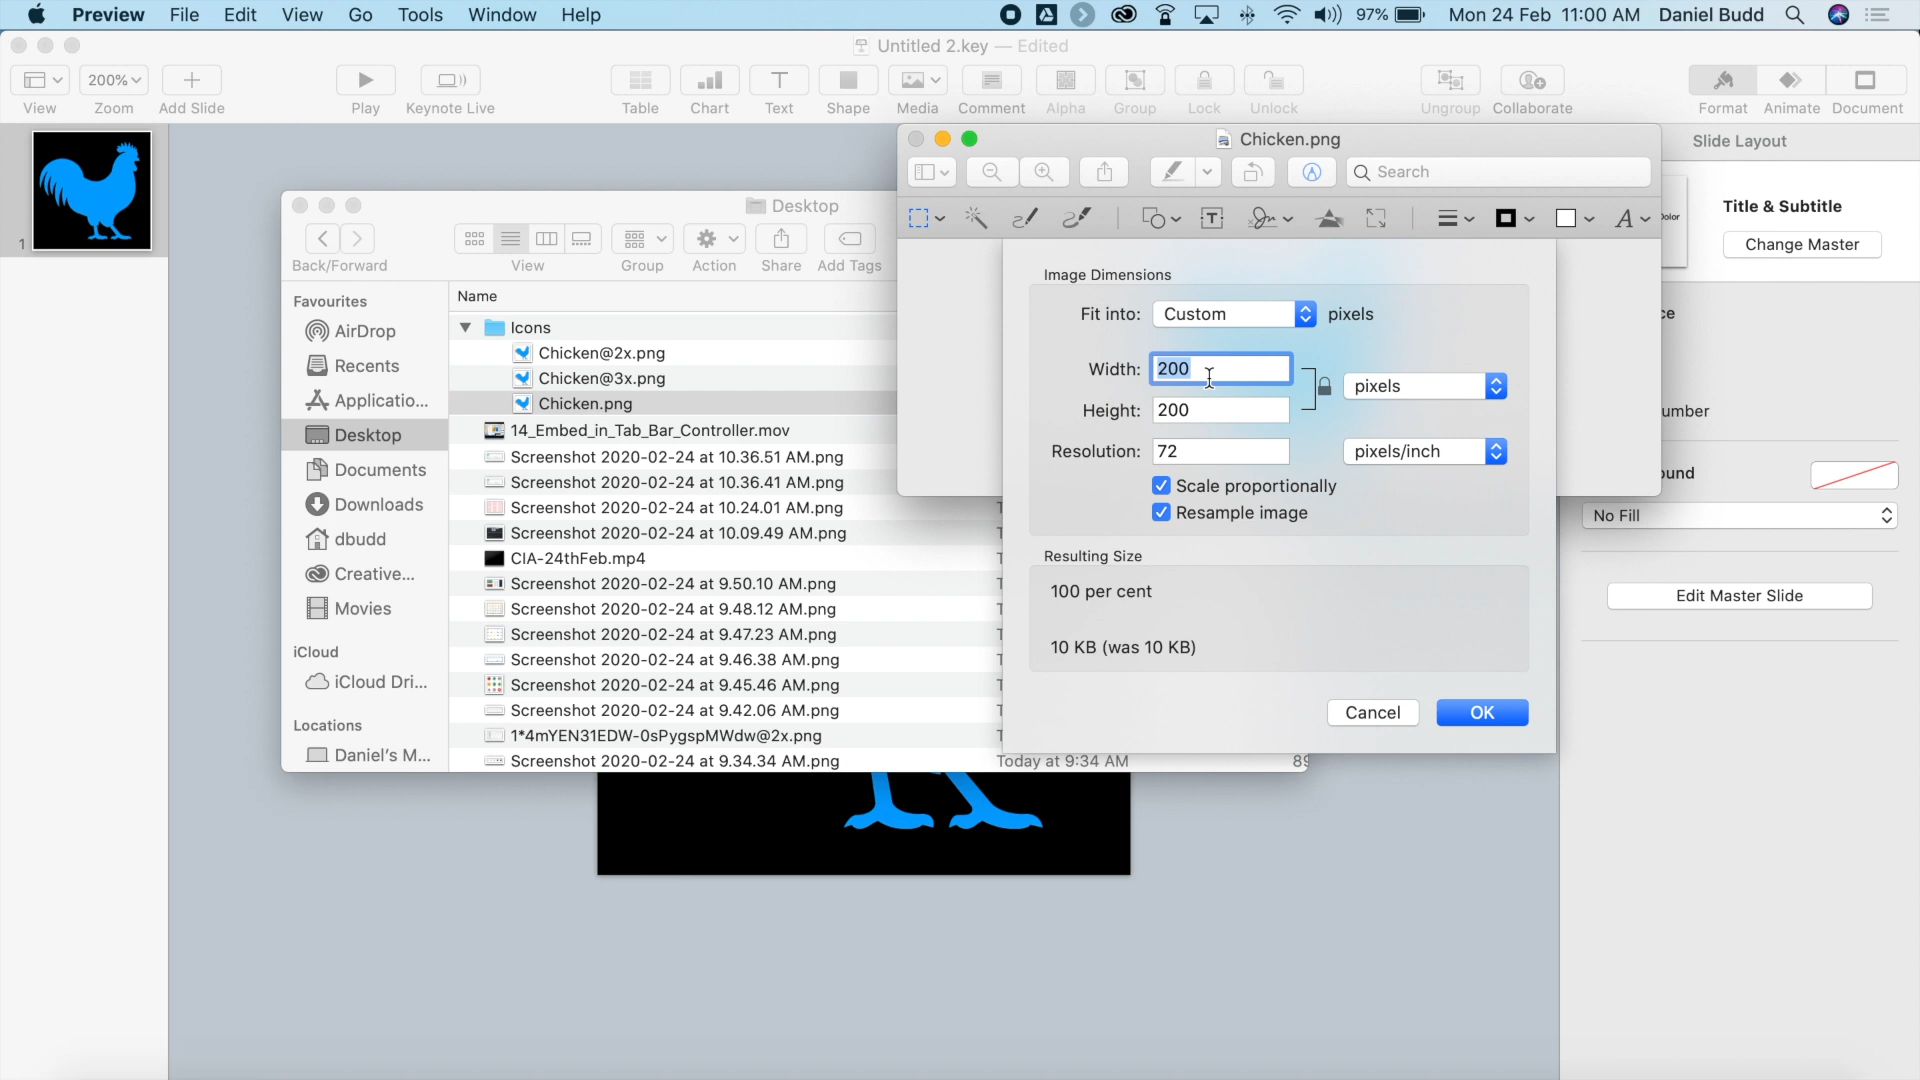 Preview File Edit View Go Tools Window Help 97% Mon 24 Feb 11:00 AM Daniel Budd
Untitled 2.key — Edited
200%
View Zoom Add Slide Play Keynote Live Table Chart Text Shape Media Comment Alpha Group Lock Unlock Ungroup Collaborate Format Animate Document
1
Slide Layout
Title & Subtitle
Change Master
ce
umber
ound
No Fill
Edit Master Slide
Desktop
Back/Forward View Group Action Share Add Tags
Favourites
AirDrop
Recents
Applicatio...
Desktop
Documents
Downloads
dbudd
Creative...
Movies
iCloud
iCloud Dri...
Locations
Daniel's M...
Name
Icons
Chicken@2x.png
Chicken@3x.png
Chicken.png
14_Embed_in_Tab_Bar_Controller.mov
Screenshot 2020-02-24 at 10.36.51 AM.png
Screenshot 2020-02-24 at 10.36.41 AM.png
Screenshot 2020-02-24 at 10.24.01 AM.png
Screenshot 2020-02-24 at 10.09.49 AM.png
CIA-24thFeb.mp4
Screenshot 2020-02-24 at 9.50.10 AM.png
Screenshot 2020-02-24 at 9.48.12 AM.png
Screenshot 2020-02-24 at 9.47.23 AM.png
Screenshot 2020-02-24 at 9.46.38 AM.png
Screenshot 2020-02-24 at 9.45.46 AM.png
Screenshot 2020-02-24 at 9.42.06 AM.png
1*4mYEN31EDW-0sPygspMWdw@2x.png
Screenshot 2020-02-24 at 9.34.34 AM.png Today at 9:34 AM
Chicken.png
Search
Image Dimensions
Fit into: Custom pixels
Width: 200
pixels
Height: 200
Resolution: 72 pixels/inch
Scale proportionally
Resample image
Resulting Size
100 per cent
10 KB (was 10 KB)
Cancel OK